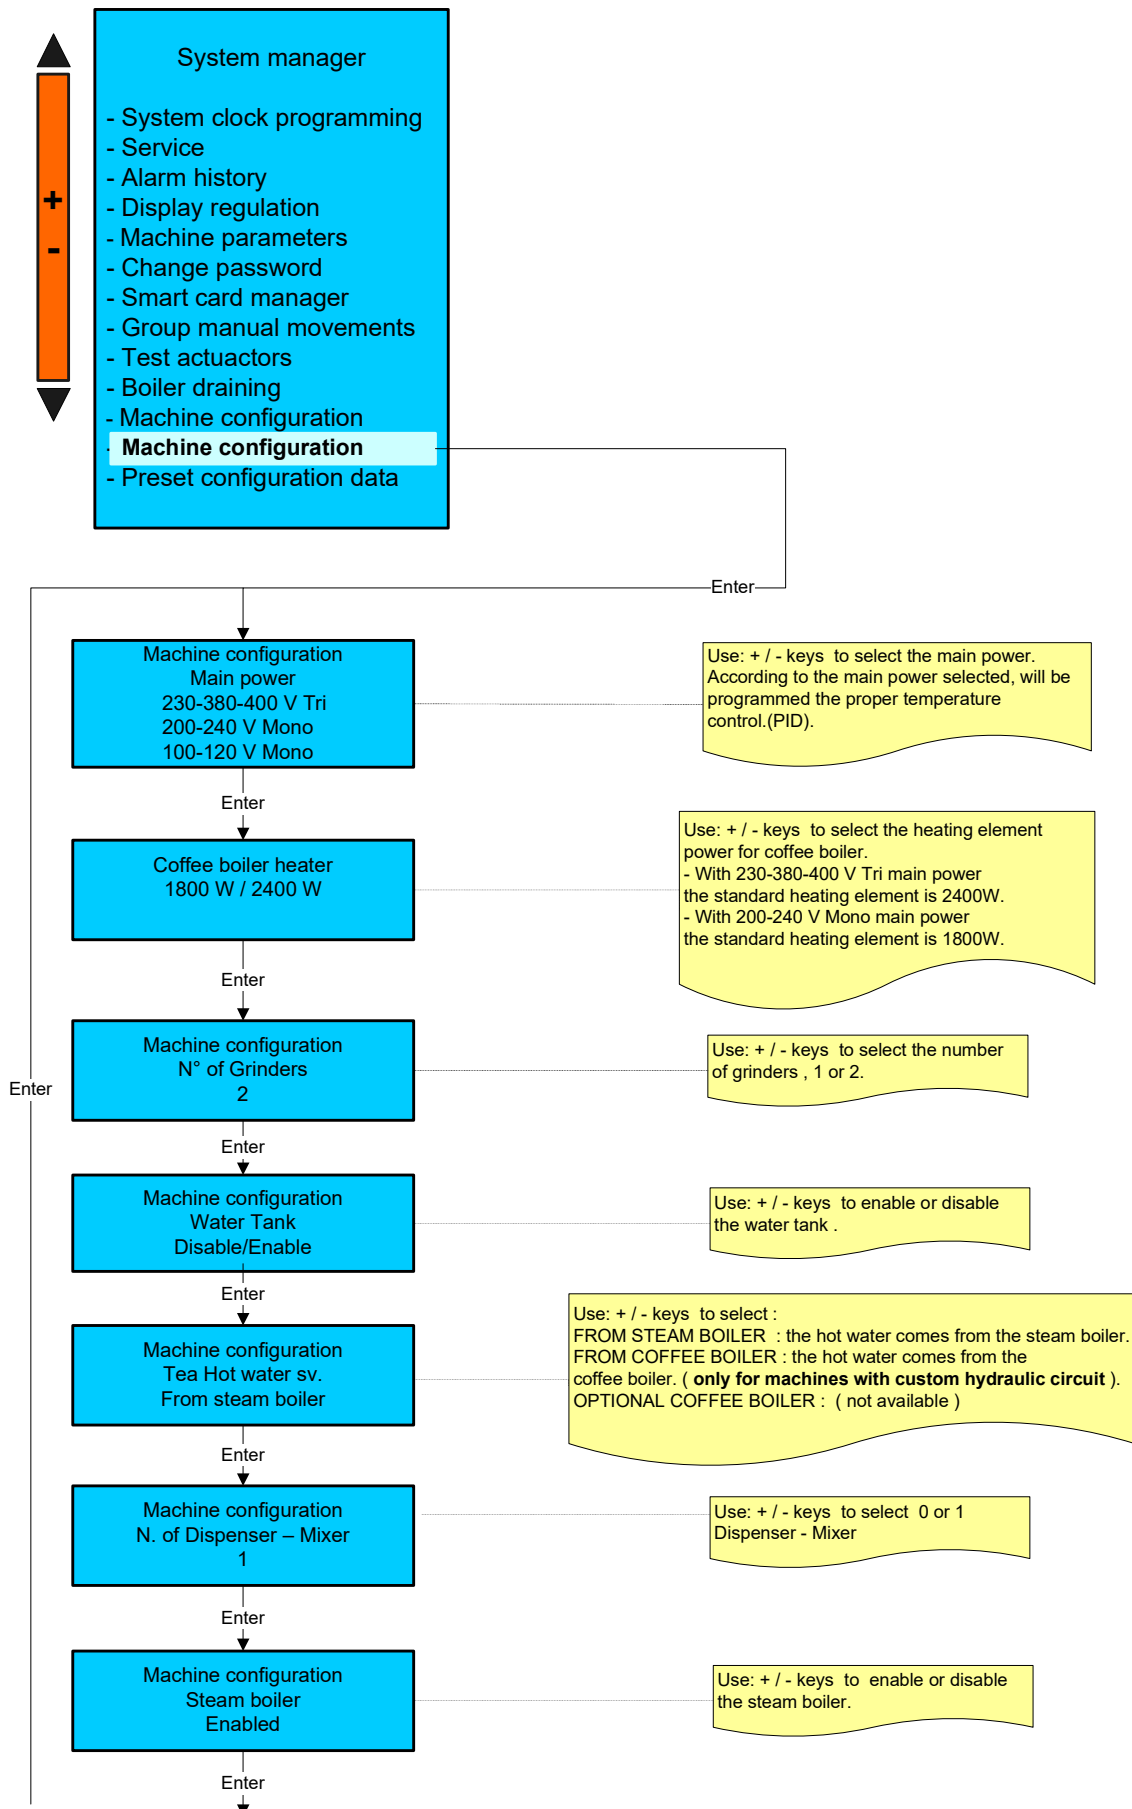 System manager
- System clock programming
- Service
- Alarm history
- Display regulation
- Machine parameters
- Change password
- Smart card manager
- Group manual movements
- Test actuactors
- Boiler draining
- Machine configuration
- Machine configuration
- Preset configuration data
+
-
Enter
Machine configuration
Main power
230-380-400 V Tri
200-240 V Mono
100-120 V Mono
Use: + / - keys to select the main power.
According to the main power selected, will be
programmed the proper temperature
control.(PID).
Enter
Coffee boiler heater
1800 W / 2400 W
Use: + / - keys to select the heating element
power for coffee boiler.
- With 230-380-400 V Tri main power
the standard heating element is 2400W.
- With 200-240 V Mono main power
the standard heating element is 1800W.
Enter
Machine configuration
N° of Grinders
2
Use: + / - keys to select the number
of grinders , 1 or 2.
Enter
Enter
Machine configuration
Water Tank
Disable/Enable
Use: + / - keys to enable or disable
the water tank .
Enter
Machine configuration
Tea Hot water sv.
From steam boiler
Use: + / - keys to select :
FROM STEAM BOILER : the hot water comes from the steam boiler.
FROM COFFEE BOILER : the hot water comes from the
coffee boiler. ( only for machines with custom hydraulic circuit ).
OPTIONAL COFFEE BOILER : ( not available )
Enter
Machine configuration
N. of Dispenser – Mixer
1
Use: + / - keys to select 0 or 1
Dispenser - Mixer
Enter
Machine configuration
Steam boiler
Enabled
Use: + / - keys to enable or disable
the steam boiler.
Enter